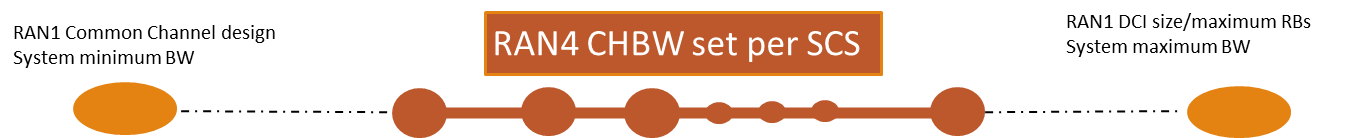 RAN1 Common Channel design
System minimum BW
RAN4 CHBW set per SCS
RAN1 DCI size/maximum RBs
System maximum BW